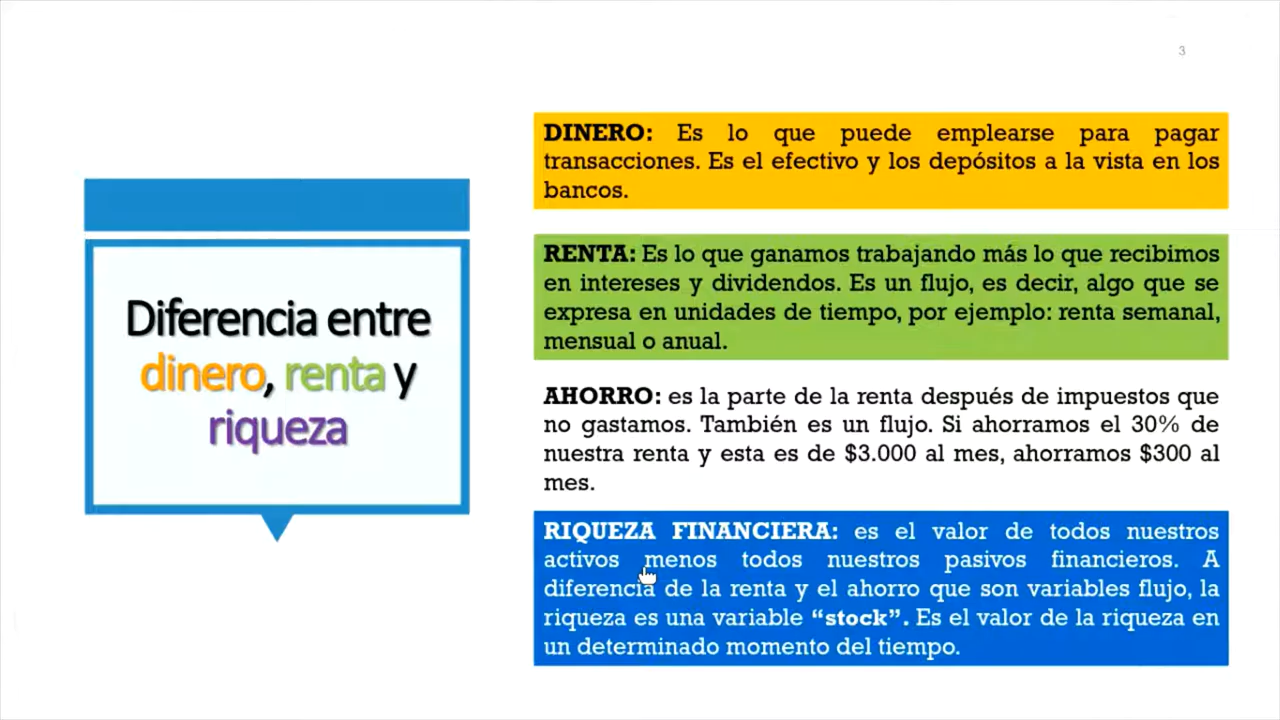 3
Diferencia entre
dinero, renta y
riqueza
DINERO: Es lo que puede emplearse para pagar
transacciones. Es el efectivo y los depósitos a la vista en los
bancos.
RENTA: Es lo que ganamos trabajando más lo que recibimos
en intereses y dividendos. Es un flujo, es decir, algo que se
expresa en unidades de tiempo, por ejemplo: renta semanal,
mensual o anual.
AHORRO: es la parte de la renta después de impuestos que
no gastamos. También es un flujo. Si ahorramos el 30% de
nuestra renta y esta es de $3.000 al mes, ahorramos $300 al
mes.
RIQUEZA FINANCIERA: es el valor de todos nuestros
activos menos todos nuestros pasivos financieros. A
diferencia de la renta y el ahorro que son variables flujo, la
riqueza es una variable “stock”. Es el valor de la riqueza en
un determinado momento del tiempo.